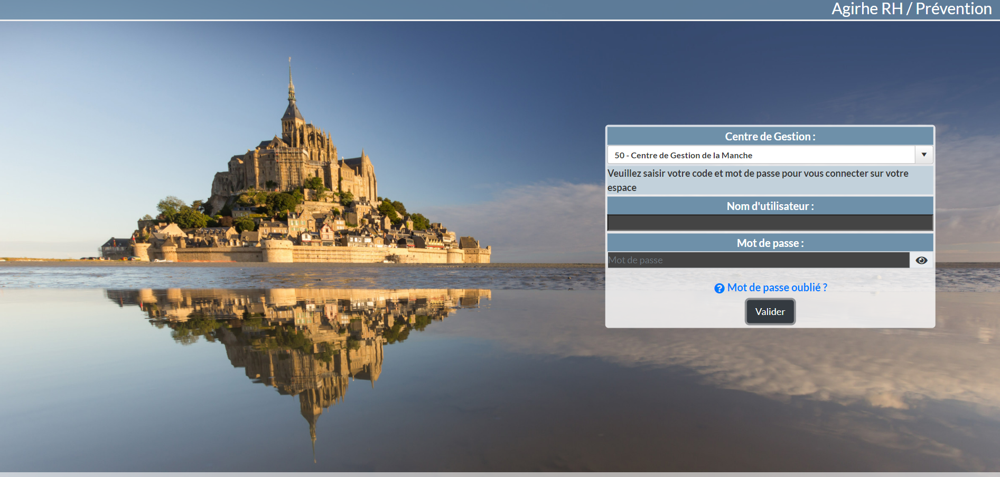 Agirhe RH / Prévention
Centre de Gestion :
50 - Centre de Gestion de la Manche
Veuillez saisir votre code et mot de passe pour vous connecter sur votre
espace
Nom d'utilisateur :
Mot de passe :
Mot de passe
Mot de passe oublié ?
Valider